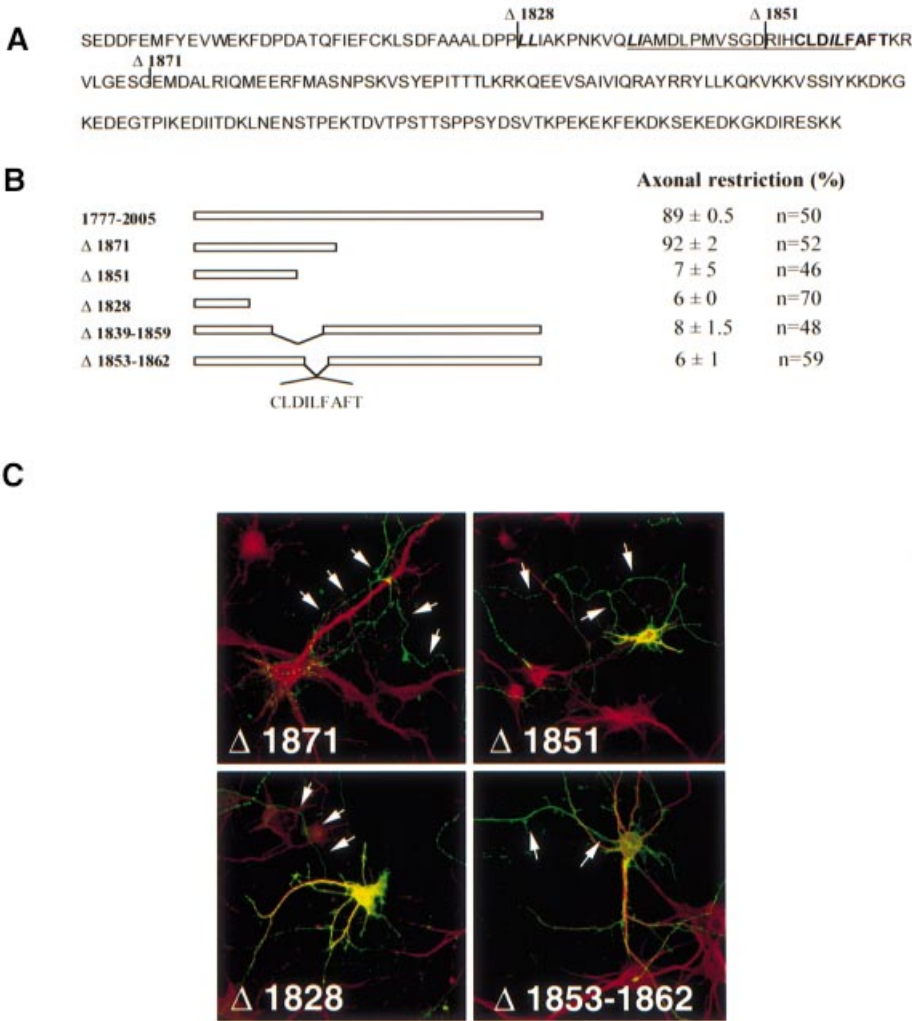 A
Δ 1828
Δ 1851
SEDDFEMFYEVWEKFDPDATQFIEFCKLSDFAAALDPPLLIAKPNKVQLIAMDLPMVSGDRIHCLDILFAFTKR
Δ 1871
VLGESGEMDALRIQMEERFMASNPSKVSYEPITTTLKRKQEEVSAIVIQRAYRRYLLKQKVKKVSSIYKKDKG
KEDEGTPIKEDIITDKLNENSTPEKTDVTPSTTSPPSYDSVTKPEKEKFEKDKSEKEDKGKDIRESKK
B
Axonal restriction (%)
1777-2005 89 ± 0.5 n=50
Δ 1871 92 ± 2 n=52
Δ 1851 7 ± 5 n=46
Δ 1828 6 ± 0 n=70
Δ 1839-1859 8 ± 1.5 n=48
Δ 1853-1862 6 ± 1 n=59
CLDILFAFT
C
Δ 1871
Δ 1851
Δ 1828
Δ 1853-1862